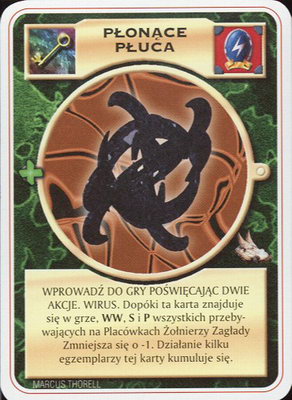 PŁONĄCE
PŁUCA
WPROWADŹ DO GRY POŚWIĘCAJĄC DWIE
AKCJE. WIRUS. Dopóki ta karta znajduje
się w grze, WW, S i P wszystkich przeby-
wających na Placówkach Żołnierzy Zagłady
Zmniejsza się o -1. Działanie kilku
egzemplarzy tej karty kumuluje się.
MARCUS THORELL